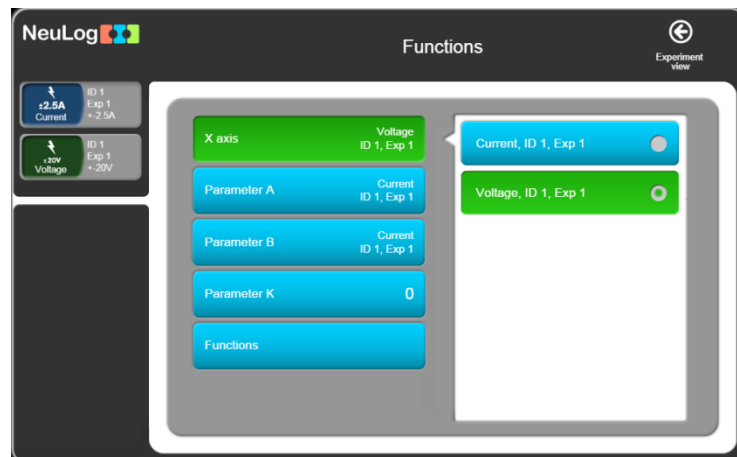 NeuLog
Functions
Experiment
view
±2.5A
Current
ID 1
Exp 1
+-2.5A
±20V
Voltage
ID 1
Exp 1
+-20V
X axis
Voltage
ID 1, Exp 1
Parameter A
Current
ID 1, Exp 1
Parameter B
Current
ID 1, Exp 1
Parameter K
0
Functions
Current, ID 1, Exp 1
Voltage, ID 1, Exp 1